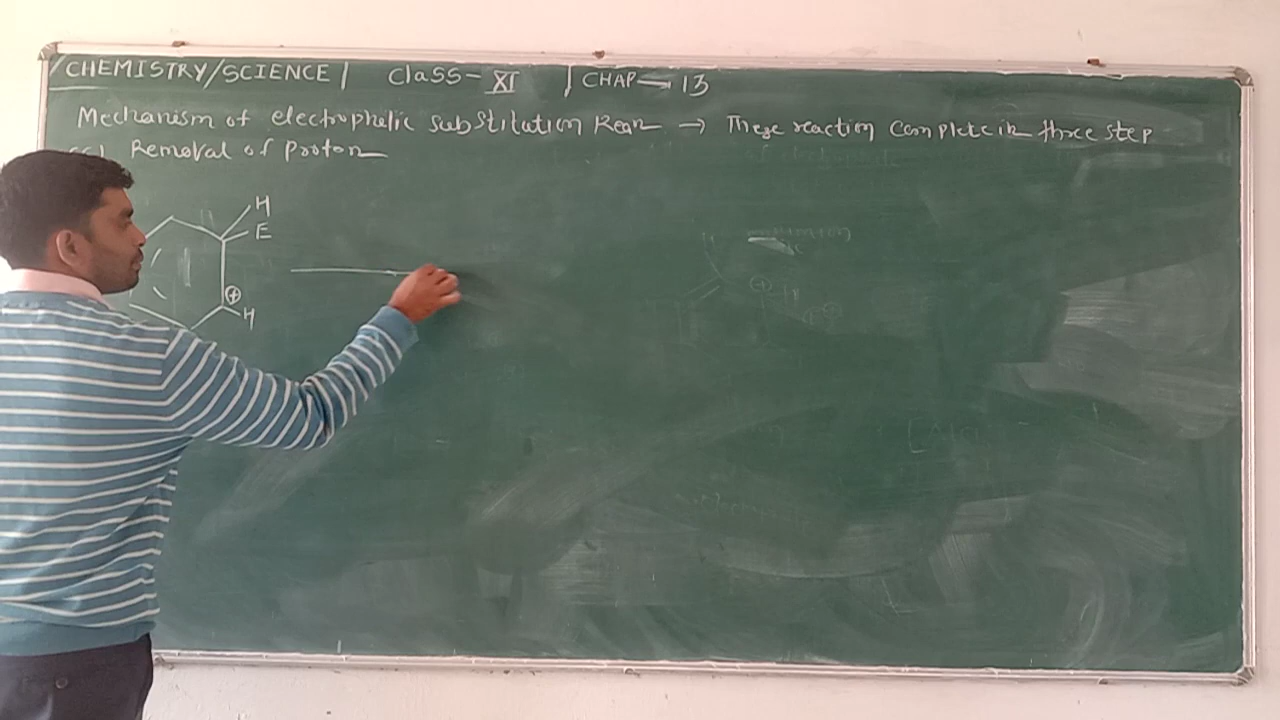 CHEMISTRY/SCIENCE | Class-XI | CHAP→13
Mechanism of electrophelic substitution Rean → These reaction complete in three step
Removal of proton
H
E
⊕
H